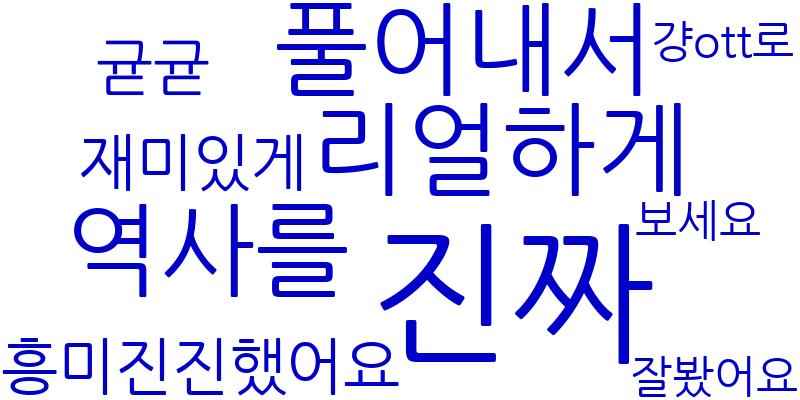 풀어내서
걍ott로
귿귿
리얼하게
재미있게
역사를
보세요
진짜
흥미진진했어요
잘봤어요